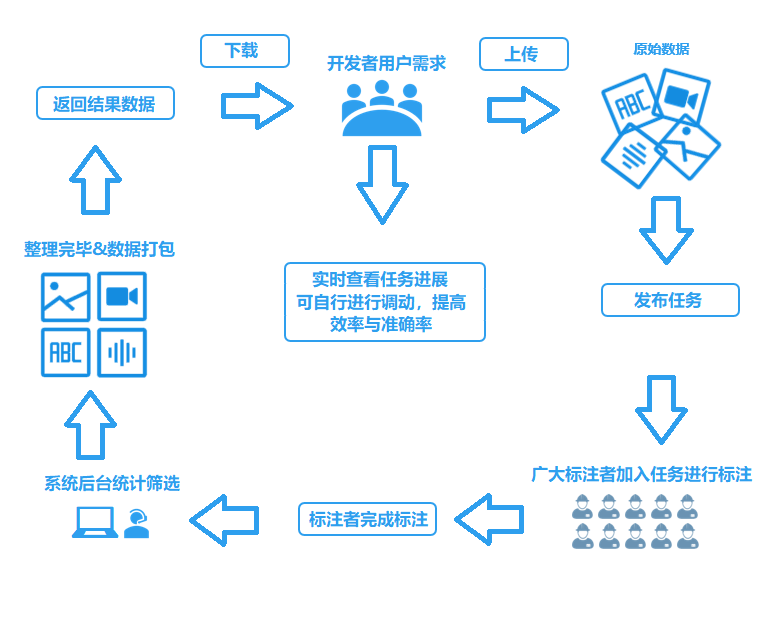 下载
开发者用户需求
上传
原始数据
ABC
返回结果数据
整理完毕&数据打包
ABC
实时查看任务进展
可自行进行调动，提高
效率与准确率
发布任务
广大标注者加入任务进行标注
标注者完成标注
系统后台统计筛选